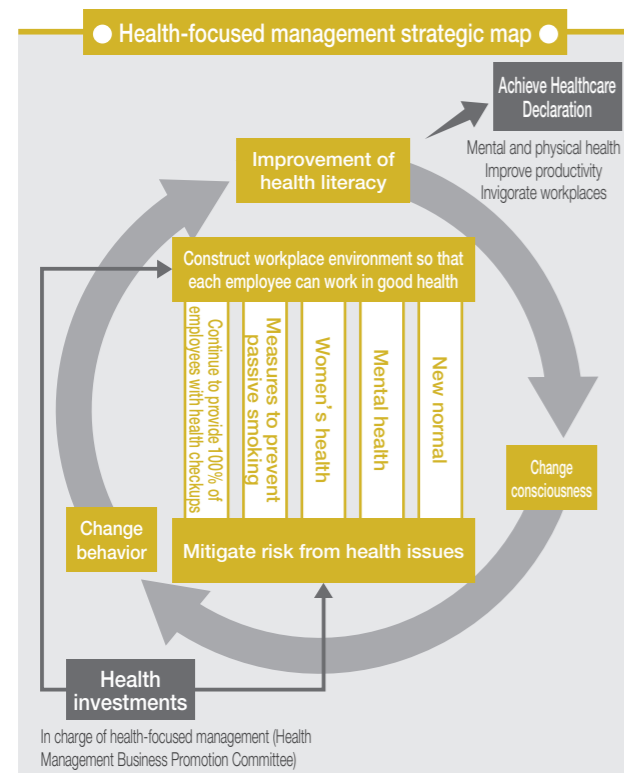 Health-focused management strategic map
Achieve Healthcare
Declaration
Mental and physical health
Improve productivity
Invigorate workplaces
Improvement of
health literacy
Construct workplace environment so that
each employee can work in good health
Continue to provide 100% of
employees with health checkups
Measures to prevent
passive smoking
Women's health
Mental health
New normal
Change
consciousness
Change
behavior
Mitigate risk from health issues
Health
investments
In charge of health-focused management (Health
Management Business Promotion Committee)